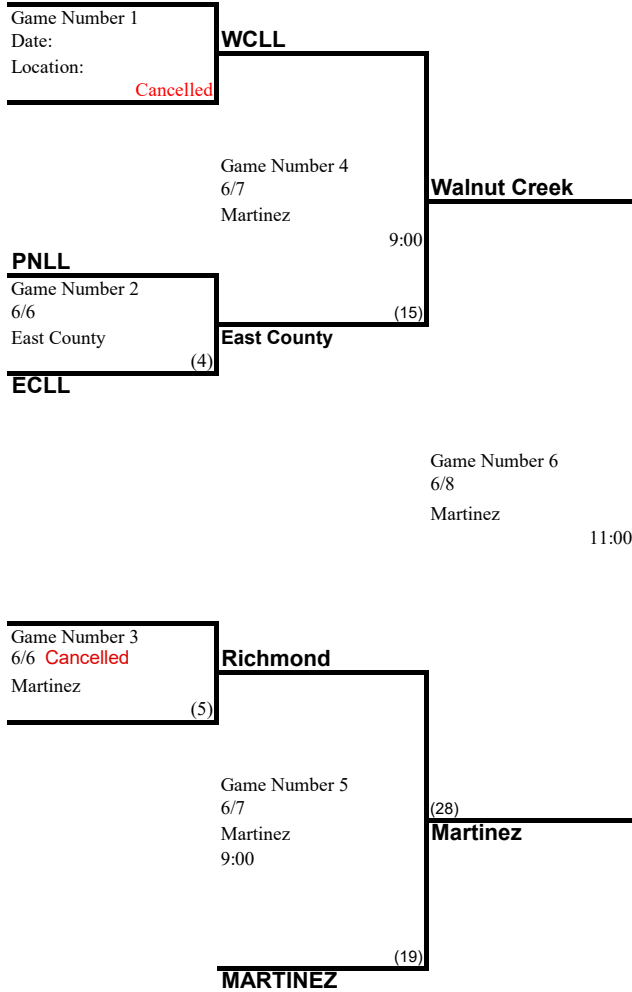 Game Number 1
Date:
Location:
Cancelled
WCLL
Game Number 4
6/7
Martinez
9:00
Walnut Creek
PNLL
Game Number 2
6/6
East County
(4)
ECLL
(15)
East County
Game Number 6
6/8
Martinez
11:00
Game Number 3
6/6 Cancelled
Martinez
(5)
Richmond
Game Number 5
6/7
Martinez
9:00
(28)
Martinez
(19)
MARTINEZ